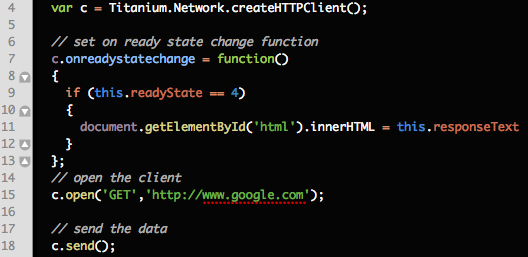 4 var c = Titanium.Network.createHTTPClient();
5
6 // set on ready state change function
7 c.onreadystatechange = function()
8 {
9 if (this.readyState == 4)
10 {
11 document.getElementById('html').innerHTML = this.responseText
12 }
13 };
14 // open the client
15 c.open('GET','http://www.google.com');
16
17 // send the data
18 c.send();